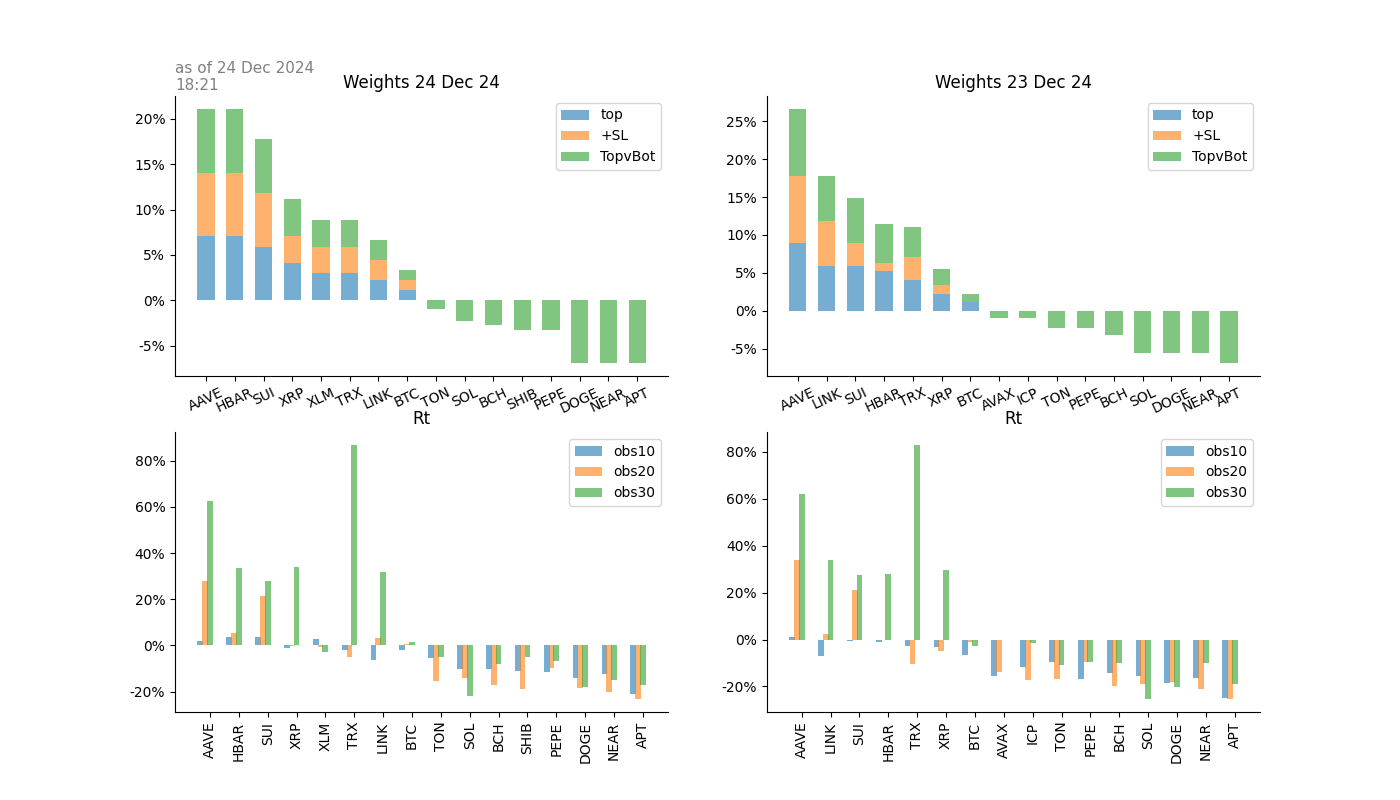 as of 24 Dec 2024
18:21
Weights 24 Dec 24
20%
15%
10%
5%
0%
-5%
top
+SL
TopvBot
AAVE HBAR SUI XRP XLM TRX LINK BTC TON SOL BCH SHIB PEPE DOGE NEAR APT
Weights 23 Dec 24
25%
20%
15%
10%
5%
0%
-5%
top
+SL
TopvBot
AAVE LINK SUI HBAR TRX XRP BTC AVAX ICP TON PEPE BCH SOL DOGE NEAR APT
Rt
80%
60%
40%
20%
0%
-20%
obs10
obs20
obs30
AAVE HBAR SUI XRP XLM TRX LINK BTC TON SOL BCH SHIB PEPE DOGE NEAR APT
Rt
80%
60%
40%
20%
0%
-20%
obs10
obs20
obs30
AAVE LINK SUI HBAR TRX XRP BTC AVAX ICP TON PEPE BCH SOL DOGE NEAR APT